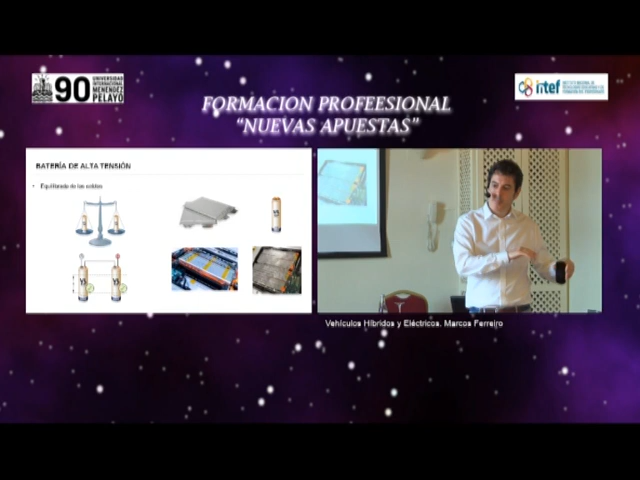 90
UNIVERSIDAD
INTERNACIONAL
MENÉNDEZ
PELAYO
intef
FORMACION PROFEESIONAL
“NUEVAS APUESTAS”
BATERÍA DE ALTA TENSIÓN
• Equilibrado de las celdas
Vehículos Híbridos y Eléctricos. Marcos Ferreiro